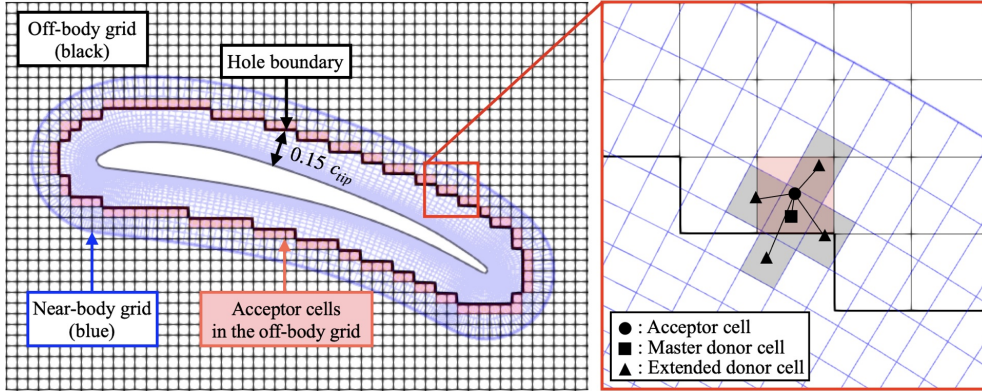 Off-body grid
(black)
Hole boundary
0.15 c_tip
Near-body grid
(blue)
Acceptor cells
in the off-body grid
: Acceptor cell
: Master donor cell
: Extended donor cell